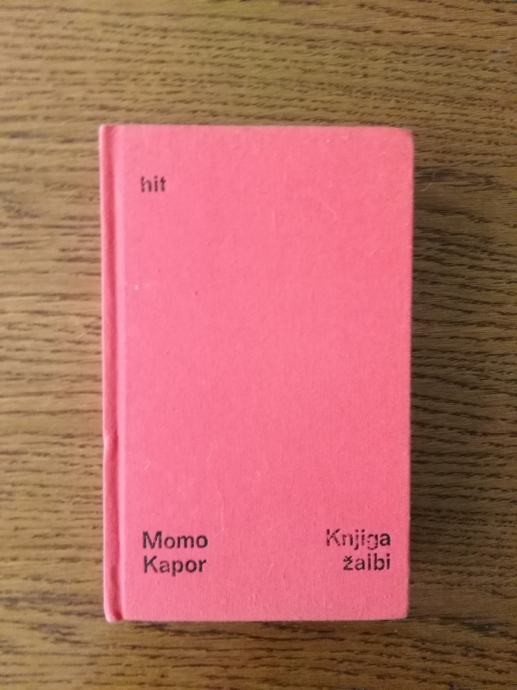 hit
Momo
Kapor
Knjiga
žalbi